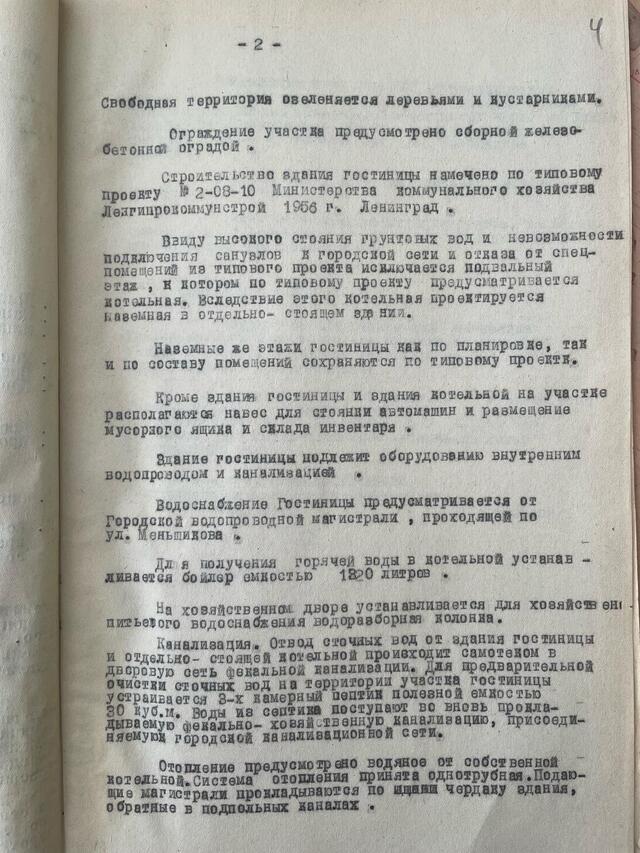 - 2 -
4
Свободная территория озеленяется деревьями и кустарниками.
Ограждение участка предусмотрено сборной железо-
бетонной оградой .
Строительство здания гостиницы намечено по типовому
проекту № 2-08-10 Министерства коммунального хозяйства
Ленгипрокоммунстрой 1956 г. Ленинград .
Ввиду высокого стояния грунтовых вод и невозможности
подключения санузлов к городской сети и отказа от спец-
помещений из типового проекта исключается подвальный
этаж , в котором по типовому проекту предусматривается
котельная. Вследствие этого котельная проектируется
наземная в отдельно- стоящем здании.
Наземные же этажи гостиницы как по планировке, так
и по составу помещений сохраняются по типовому проекти.
Кроме здания гостиницы и здания котельной на участке
располагаются навес для стоянки автомашин и размещение
мусорного ящика и склада инвентаря .
Здание гостиницы подлежит оборудованию внутренним
водопроводом и канализацией .
Водоснабжение Гостиницы предусматривается от
Городской водопроводной магистрали , проходящей по
ул. Меньшикова .
Для получения горячей воды в котельной устанав -
ливается бойлер емкостью 1320 литров .
На хозяйственном дворе устанавливается для хозяйственно
питьевого водоснабжения водоразборная колонка.
Канализация. Отвод сточных вод от здания гостиницы
и отдельно- стоящей котельной происходит самотеком в
дворовую сеть фекальной канализации. Для предварительной
очистки сточных вод на территории участка гостиницы
устраивается 3-х камерный цептик полезной емкостью
30 куб.м. Воды из септика поступают во вновь прокла-
дываемую фекально- хозяйственную канализацию, присоеди-
няемую к городской канализационной сети.
Отопление предусмотрено водяное от собственной
котельной.Система отопления принята однотрубная.Подаю-
щие магистрали прокладываются по чердаку здания,
обратные в подпольных каналах .